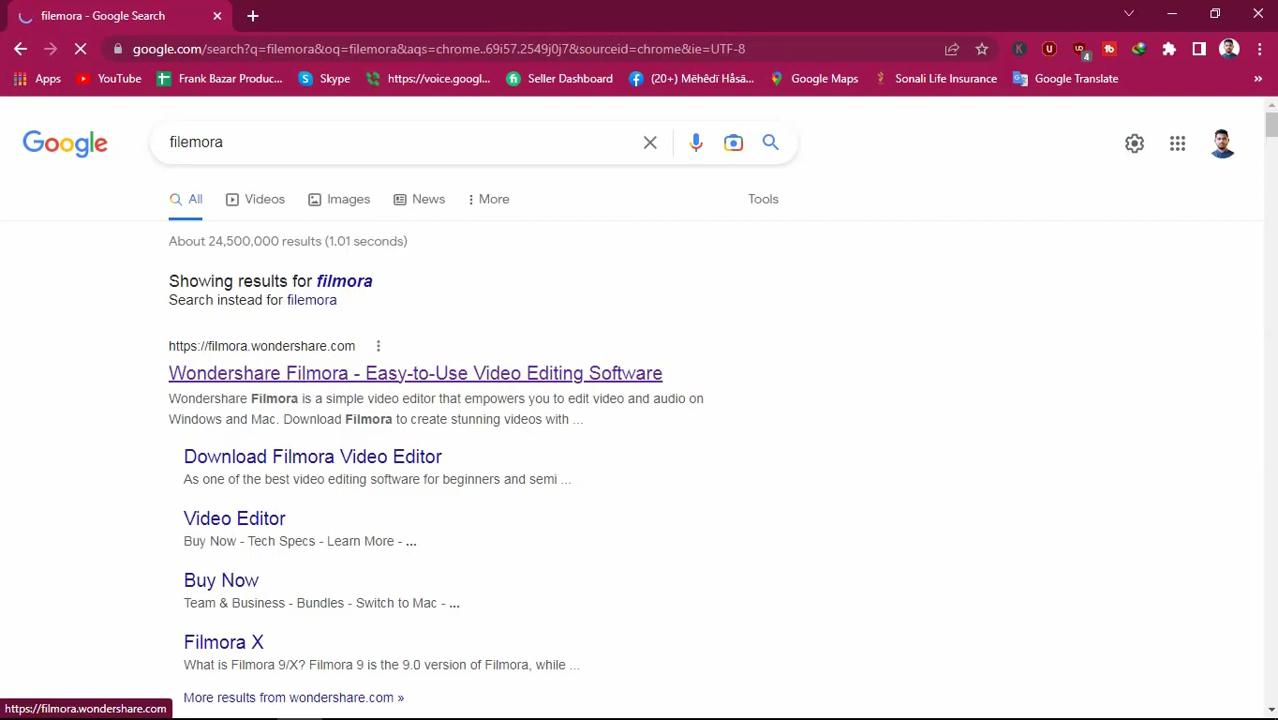 filemora - Google Search
google.com/search?q=filemora&oq=filemora&aqs=chrome..69i57.2549j0j7&sourceid=chrome&ie=UTF-8
K
U
UD
4
Apps
YouTube
Frank Bazar Produc...
Skype
https://voice.googl...
fi
Seller Dashboard
(20+) Mëhêdî Håsä...
Google Maps
Sonali Life Insurance
Google Translate
»
Google
filemora
All
Videos
Images
News
More
Tools
About 24,500,000 results (1.01 seconds)
Showing results for filmora
Search instead for filemora
https://filmora.wondershare.com
Wondershare Filmora - Easy-to-Use Video Editing Software
Wondershare Filmora is a simple video editor that empowers you to edit video and audio on
Windows and Mac. Download Filmora to create stunning videos with ...
Download Filmora Video Editor
As one of the best video editing software for beginners and semi ...
Video Editor
Buy Now - Tech Specs - Learn More - ...
Buy Now
Team & Business - Bundles - Switch to Mac - ...
Filmora X
What is Filmora 9/X? Filmora 9 is the 9.0 version of Filmora, while ...
More results from wondershare.com »
https://filmora.wondershare.com